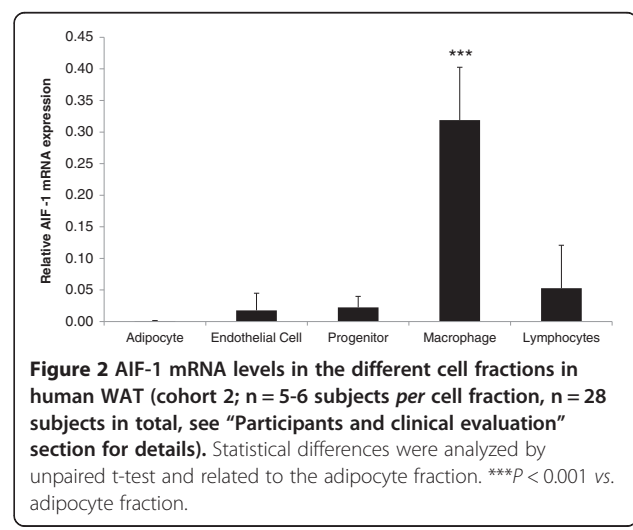 0.45
0.40
0.35
0.30
0.25
0.20
0.15
0.10
0.05
0.00
Relative AIF -1 mRNA expression
***
Adipocyte
Endothelial Cell
Progenitor
Macrophage
Lymphocytes
Figure 2 AIF-1 mRNA levels in the different cell fractions in
human WAT (cohort 2; n = 5-6 subjects per cell fraction, n = 28
subjects in total, see “Participants and clinical evaluation”
section for details). Statistical differences were analyzed by
unpaired t-test and related to the adipocyte fraction. ***P < 0.001 vs.
adipocyte fraction.